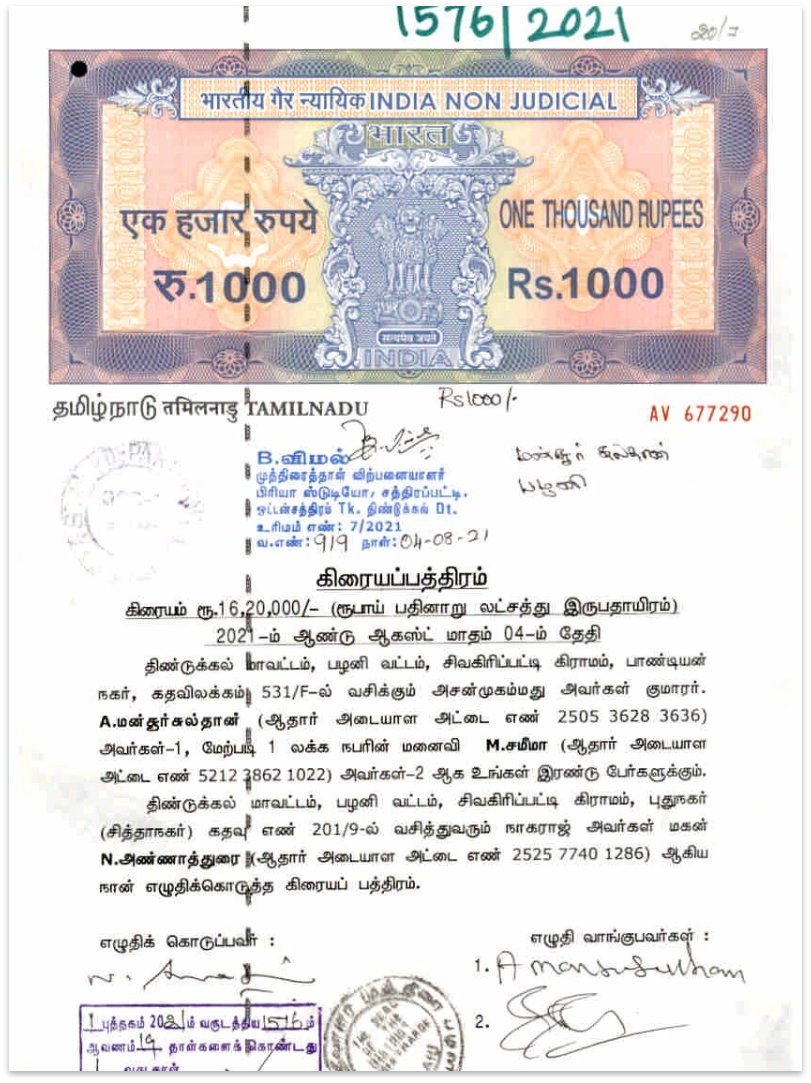 1576/2021
भारतीय गैर न्यायिक INDIA NON JUDICIAL
भारत
एक हजार रुपये
ONE THOUSAND RUPEES
रु.1000
Rs.1000
सत्यमेव जयते
INDIA
Rs1000/-
தமிழ்நாடு तमिलनाडु TAMILNADU
AV 677290
B.விமல்
முத்திரைத்தாள் விற்பனையாளர்
பிரியா ஸ்டுடியோ, சத்திரப்பட்டி.
ஒட்டன்சத்திரம் Tk. திண்டுக்கல் Dt.
உரிமம் எண்: 7/2021
வ.எண்: 919 நாள்: 04-08-21
மன்சூர் சுல்தான்
பழனி
கிரையப்பத்திரம்
கிரையம் ரூ.16,20,000/- (ரூபாய் பதினாறு லட்சத்து இருபதாயிரம்)
2021-ம் ஆண்டு ஆகஸ்ட் மாதம் 04-ம் தேதி
திண்டுக்கல் மாவட்டம், பழனி வட்டம், சிவகிரிப்பட்டி கிராமம், பாண்டியன்
நகர், கதவிலக்கம் 531/F-ல் வசிக்கும் அசன்முகம்மது அவர்கள் குமாரர்.
A.மன்சூர்சுல்தான் (ஆதார் அடையாள அட்டை எண் 2505 3628 3636)
அவர்கள்-1, மேற்படி 1 லக்க நபரின் மனைவி M.சமீமா (ஆதார் அடையாள
அட்டை எண் 5212 3862 1022) அவர்கள்-2 ஆக உங்கள் இரண்டு பேர்களுக்கும்.
திண்டுக்கல் மாவட்டம், பழனி வட்டம், சிவகிரிப்பட்டி கிராமம், புதுநகர்
(சித்தாநகர்) கதவு எண் 201/9-ல் வசித்துவரும் நாகராஜ் அவர்கள் மகன்
N.அண்ணாத்துரை (ஆதார் அடையாள அட்டை எண் 2525 7740 1286) ஆகிய
நான் எழுதிக்கொடுத்த கிரையப் பத்திரம்.
எழுதிக் கொடுப்பவர் :
எழுதி வாங்குபவர்கள் :
1. A mansursultham
2.
1 புத்தகம் 2021ம் வருடத்திய 1576 ம்
ஆவணம் 19 தாள்களைக் கொண்டது